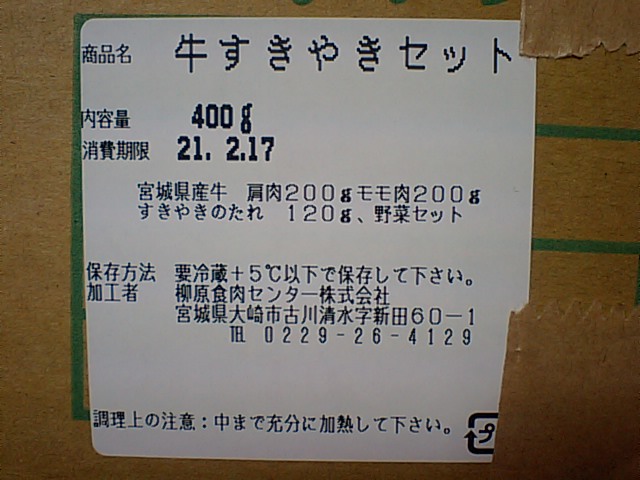 商品名 牛すきやきセット
内容量 400g
消費期限 21. 2.17
宮城県産牛 肩肉200gモモ肉200g
すきやきのたれ 120g、野菜セット
保存方法 要冷蔵+5℃以下で保存して下さい。
加工者 柳原食肉センター株式会社
宮城県大崎市古川清水字新田60-1
℡ 0229-26-4129
調理上の注意:中まで充分に加熱して下さい。
プ